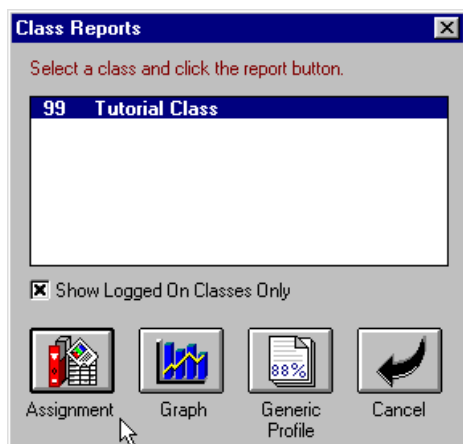 Class Reports
Select a class and click the report button.
99 Tutorial Class
Show Logged On Classes Only
88%
Assignment Graph Generic Profile Cancel